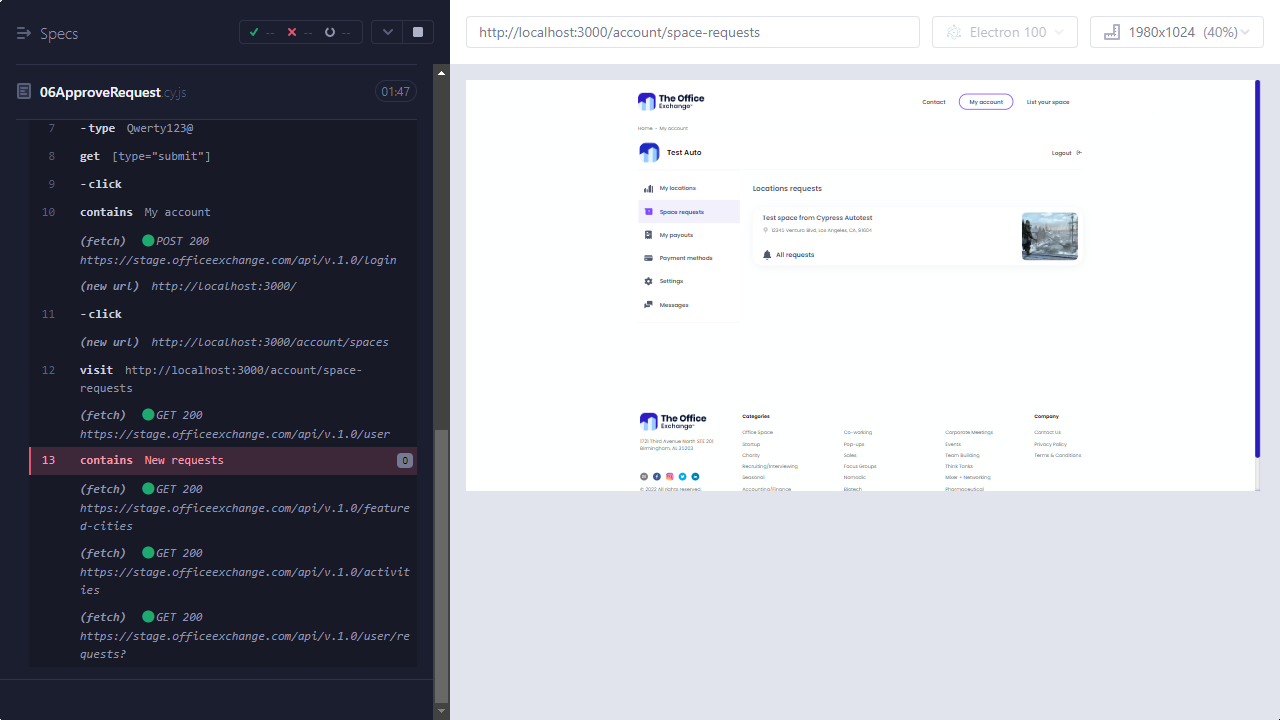 Specs
--
--
--
06ApproveRequest.cy.js
01:47
7 -type Qwerty123@
8 get [type="submit"]
9 -click
10 contains My account
(fetch) POST 200
https://stage.officeexchange.com/api/v.1.0/login
(new url) http://localhost:3000/
11 -click
(new url) http://localhost:3000/account/spaces
12 visit http://localhost:3000/account/space-
requests
(fetch) GET 200
https://stage.officeexchange.com/api/v.1.0/user
13 contains New requests 0
(fetch) GET 200
https://stage.officeexchange.com/api/v.1.0/feature
d-cities
(fetch) GET 200
https://stage.officeexchange.com/api/v.1.0/activit
ies
(fetch) GET 200
https://stage.officeexchange.com/api/v.1.0/user/re
quests?
http://localhost:3000/account/space-requests
Electron 100
1980x1024 (40%)
The Office
Exchange
Contact
My account
List your space
Home - My account
Test Auto
Logout
My locations
Space requests
My payouts
Payment methods
Settings
Messages
Locations requests
Test space from Cypress Autotest
12345 Ventura Blvd, Los Angeles, CA, 91604
All requests
The Office
Exchange
1721 Third Avenue North STE 201
Birmingham, AL 35203
© 2022 All rights reserved.
Categories
Office Space
Startup
Charity
Recruiting/Interviewing
Seasonal
Accounting/Finance
Co-working
Pop-ups
Sales
Focus Groups
Nomadic
Biotech
Corporate Meetings
Events
Team Building
Think Tanks
Mixer + Networking
Pharmaceutical
Company
Contact Us
Privacy Policy
Terms & Conditions